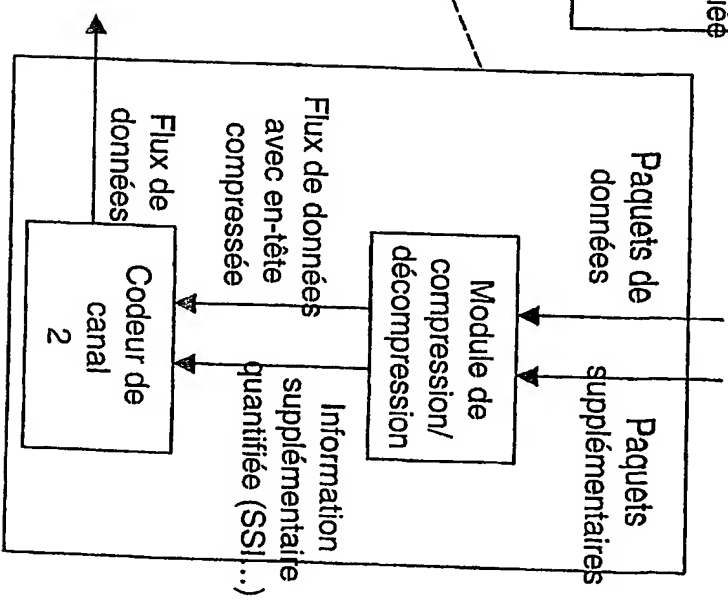 Paquets de
données
Paquets
supplémentaires
Module de
compression/
décompression
Flux de données
avec en-tête
compressée
Information
supplémentaire
quantifiée (SSI...)
Flux de
données
Codeur de
canal
2